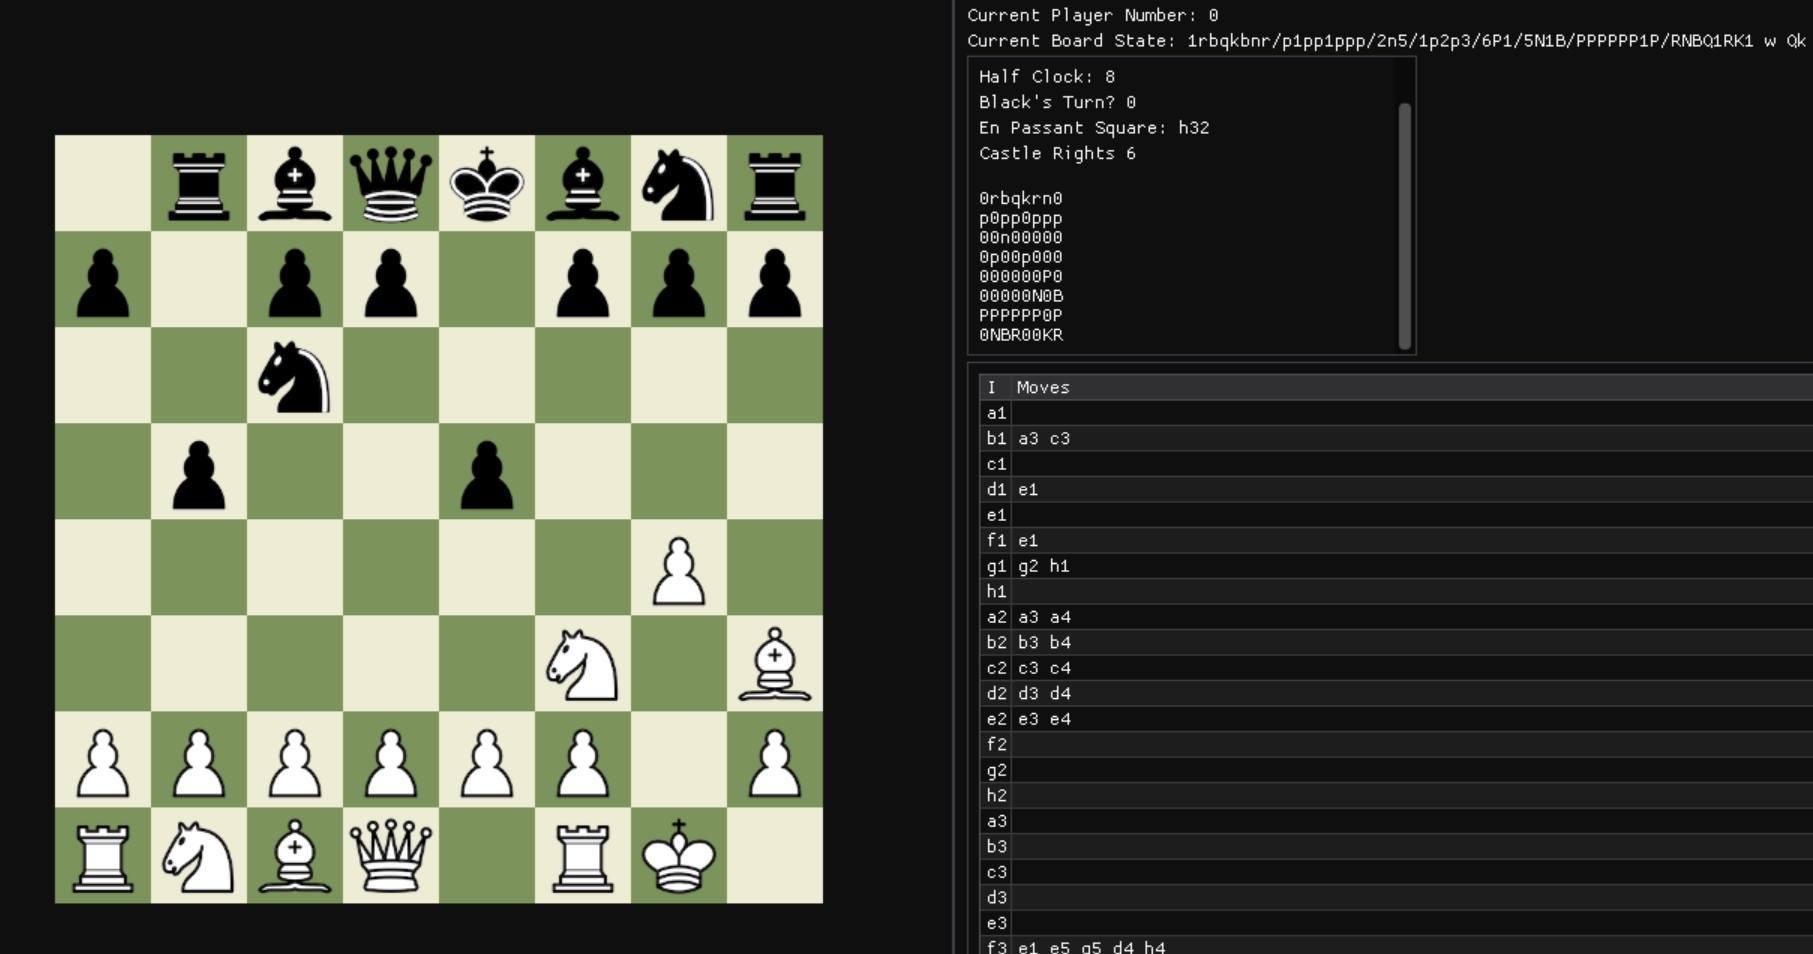 Current Player Number: 0
Current Board State: 1rbqkbnr/p1pp1ppp/2n5/1p2p3/6P1/5N1B/PPPPPP1P/RNBQ1RK1 w Qk
Half Clock: 8
Black's Turn? 0
En Passant Square: h32
Castle Rights 6
0rbqkrn0
p0pp0ppp
00n00000
0p00p000
000000P0
00000N0B
PPPPPP0P
0NBR00KR
I Moves
a1
b1 a3 c3
c1
d1 e1
e1
f1 e1
g1 g2 h1
h1
a2 a3 a4
b2 b3 b4
c2 c3 c4
d2 d3 d4
e2 e3 e4
f2
g2
h2
a3
b3
c3
d3
e3
f3 e1 e5 g5 d4 h4